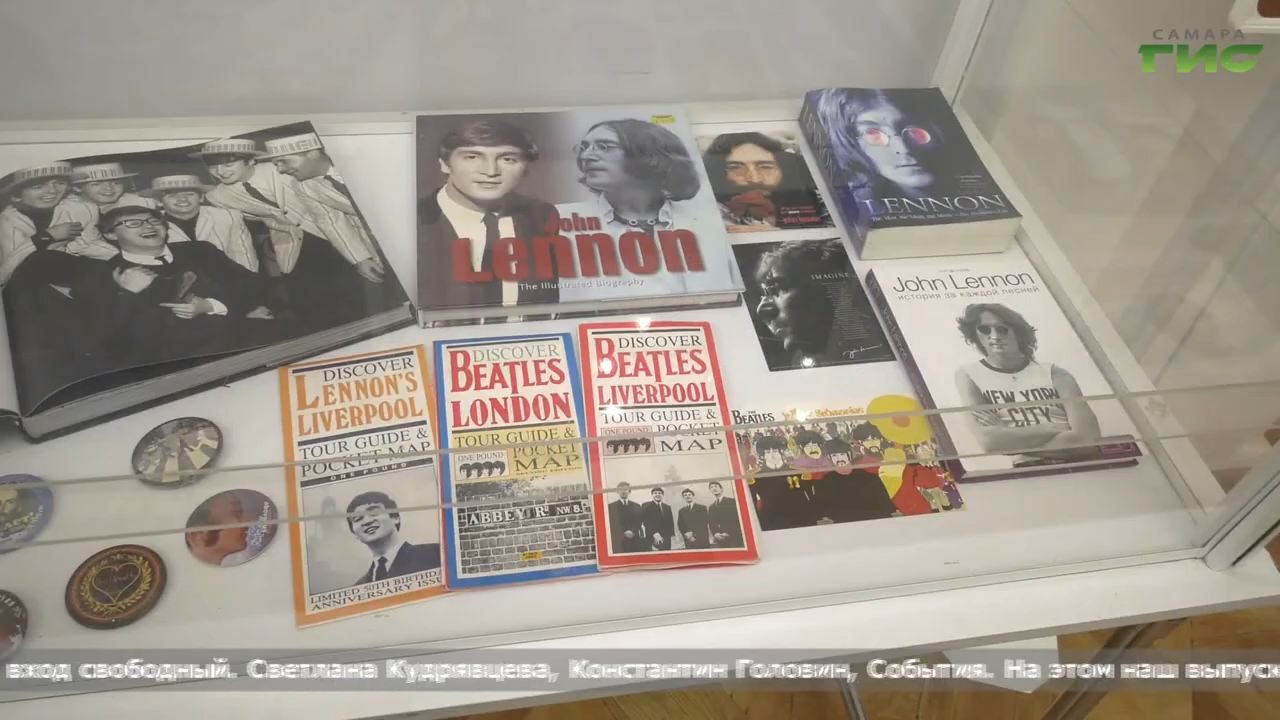 САМАРА
ГИС
John
Lennon
The Illustrated Biography
LENNON
IMAGINE
John Lennon
история за каждой песней
NEW YORK
CITY
DISCOVER
LENNON'S
LIVERPOOL
TOUR GUIDE &
POCKET MAP
ONE POUND
LIMITED 50TH BIRTHDAY
ANNIVERSARY ISSUE
DISCOVER
BEATLES
LONDON
TOUR GUIDE &
ONE POUND
POCKET
MAP
ABBEY RD NW8
DISCOVER
BEATLES
LIVERPOOL
TOUR GUIDE &
ONE POUND
POCKET
MAP
THE
BEATLES
вход свободный. Светлана Кудрявцева, Константин Головин, События. На этом наш выпуск